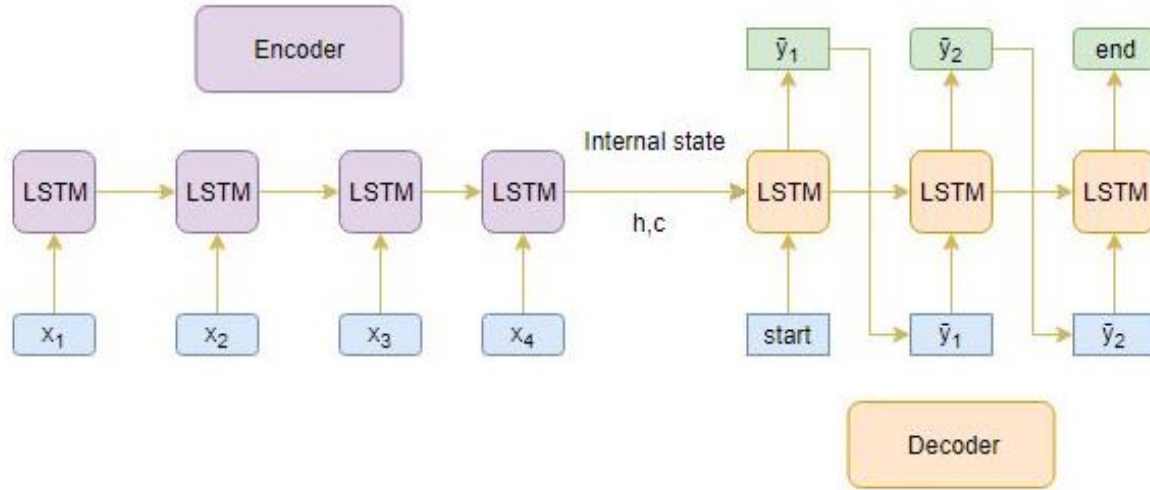 Encoder
ȳ₁ ȳ₂ end
Internal state
LSTM LSTM LSTM LSTM LSTM LSTM LSTM
h,c
x₁ x₂ x₃ x₄ start ȳ₁ ȳ₂
Decoder